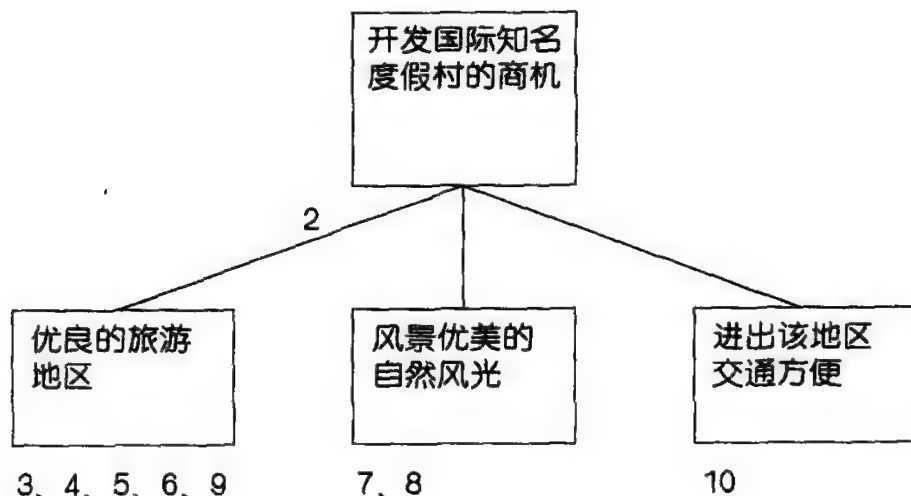 开发国际知名
度假村的商机
2
优良的旅游
地区
风景优美的
自然风光
进出该地区
交通方便
3、4、5、6、9
7、8
10